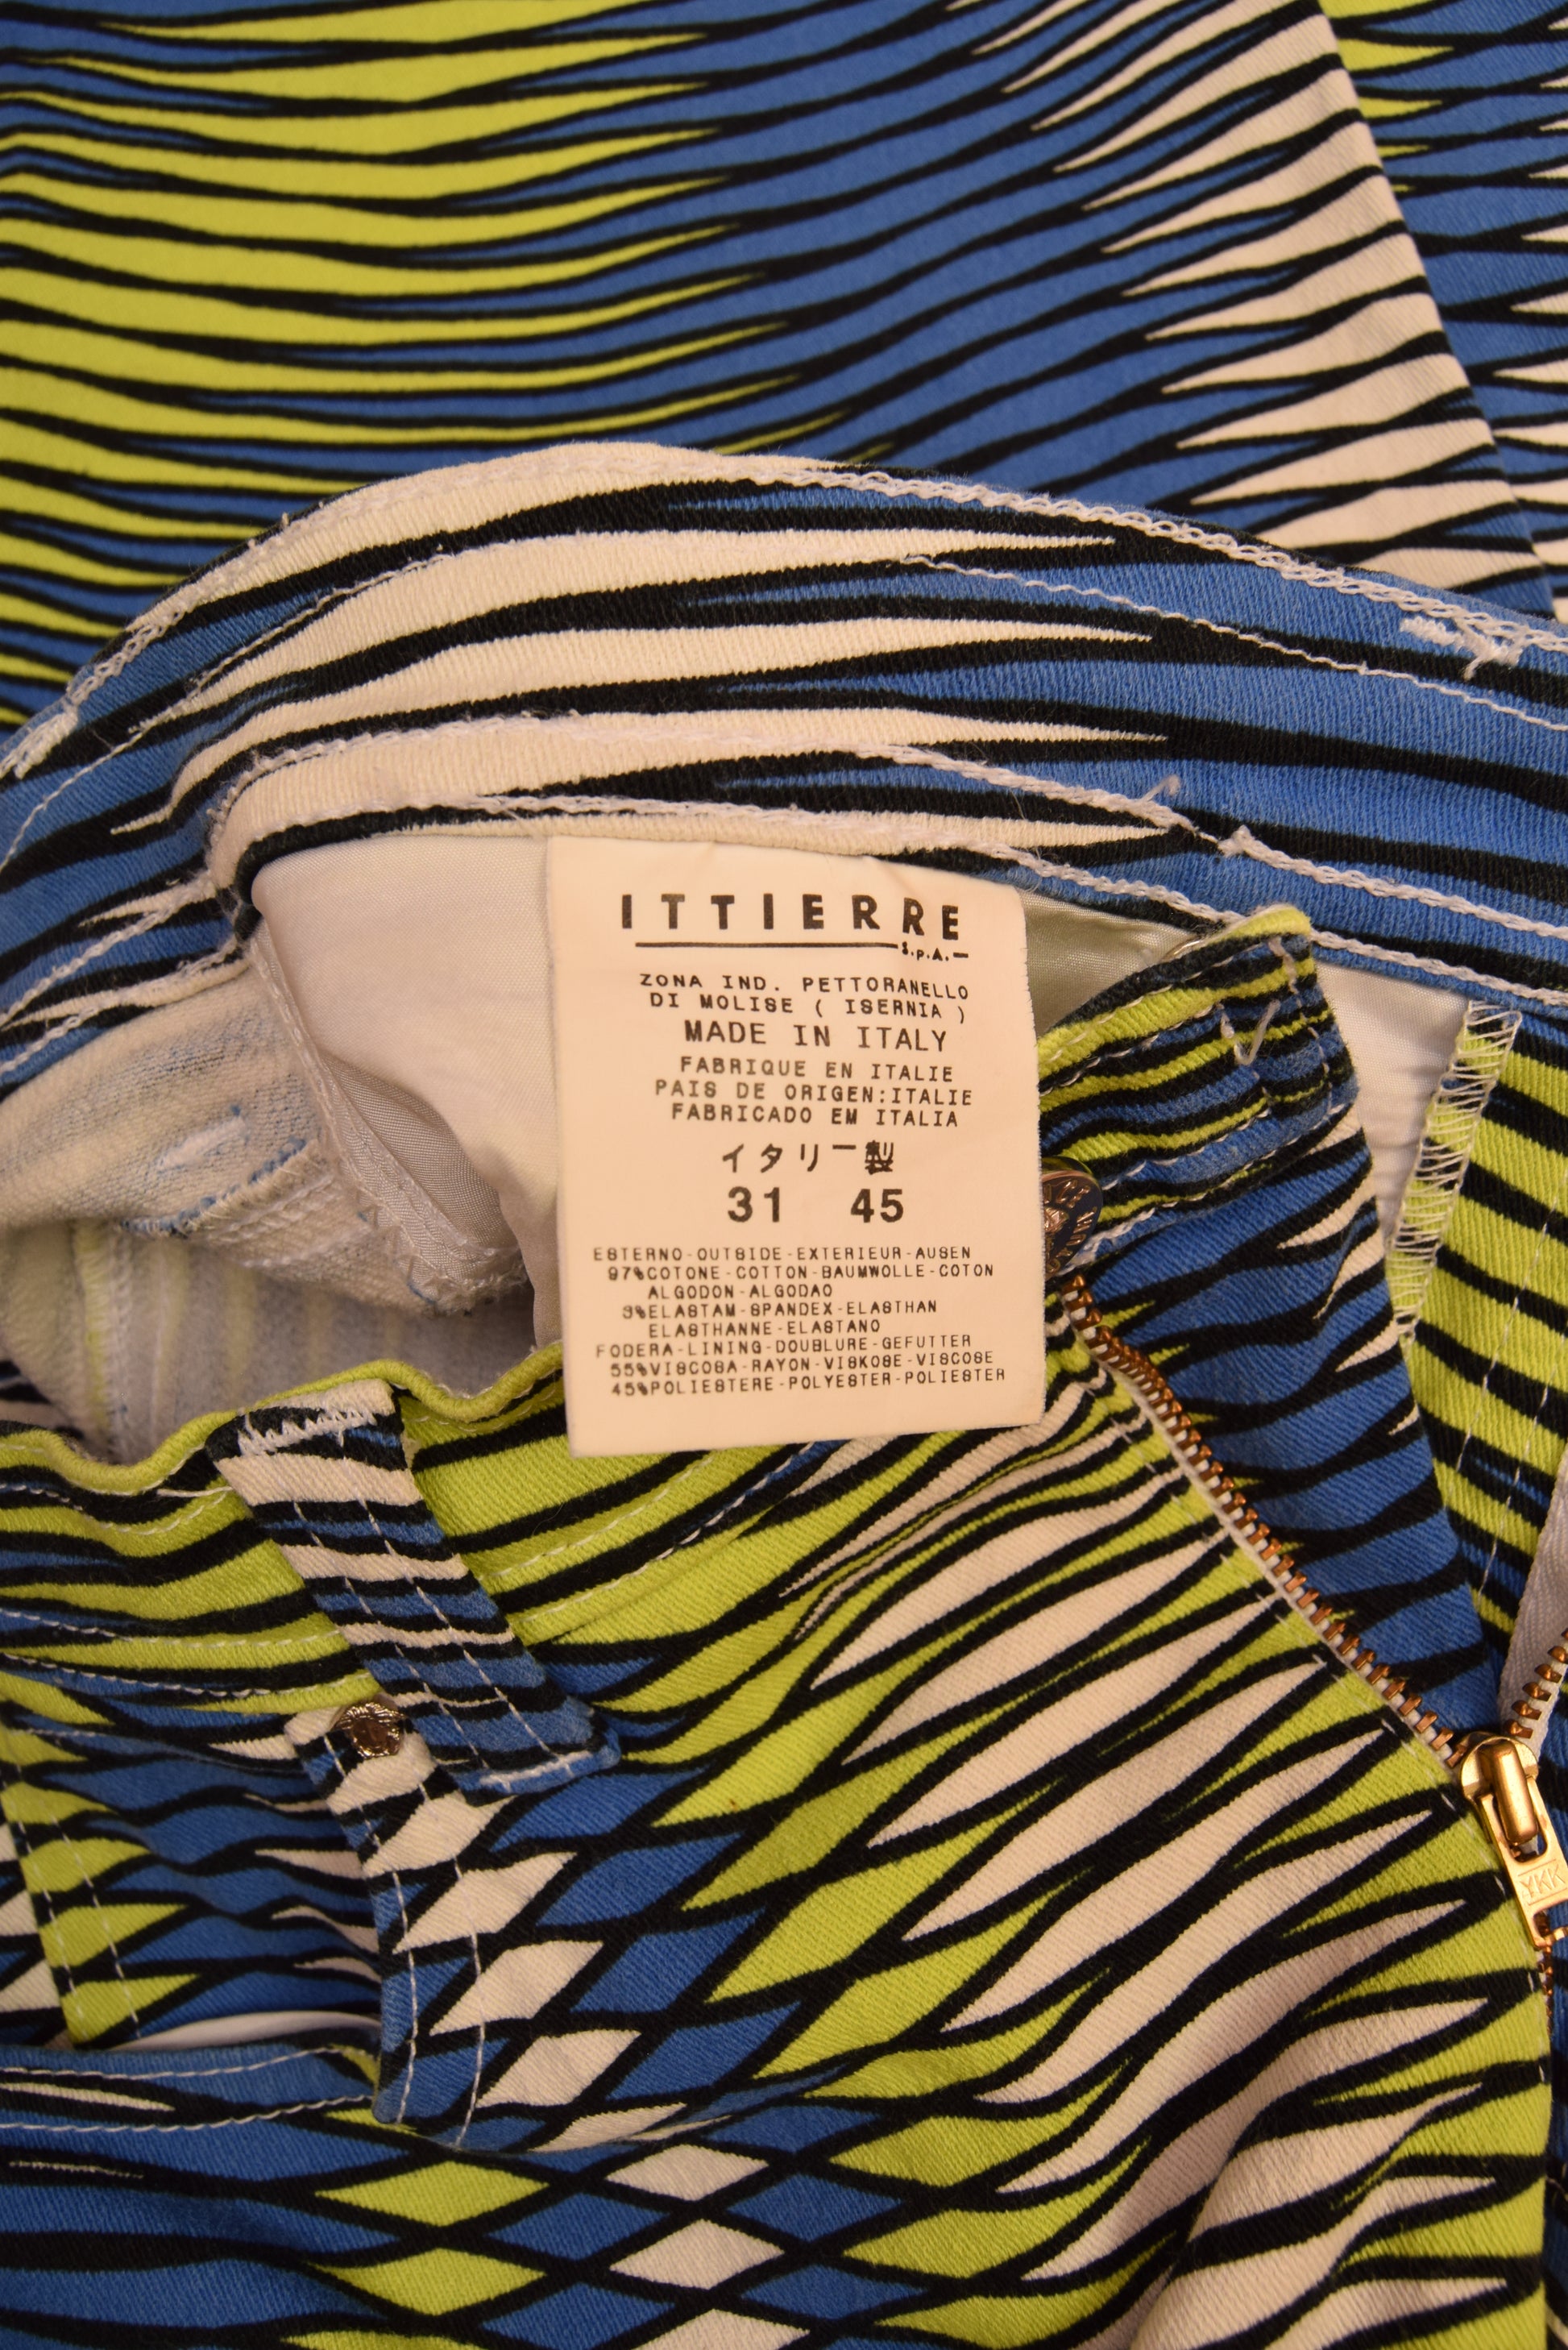 ITTIERRE
S.p.A.
ZONA IND. PETTORANELLO
DI MOLISE ( ISERNIA )
MADE IN ITALY
FABRIQUE EN ITALIE
PAIS DE ORIGEN:ITALIE
FABRICADO EM ITALIA
イタリー製
31 45
ESTERNO-OUTSIDE-EXTERIEUR-AUSEN
97%COTONE-COTTON-BAUMWOLLE-COTON
ALGODON-ALGODAO
3%ELASTAM-SPANDEX-ELASTHAN
ELASTHANNE-ELASTANO
FODERA-LINING-DOUBLURE-GEFUTTER
55%VISCOSA-RAYON-VISKOSE-VISCOSE
45%POLIESTERE-POLYESTER-POLIESTER
YKK